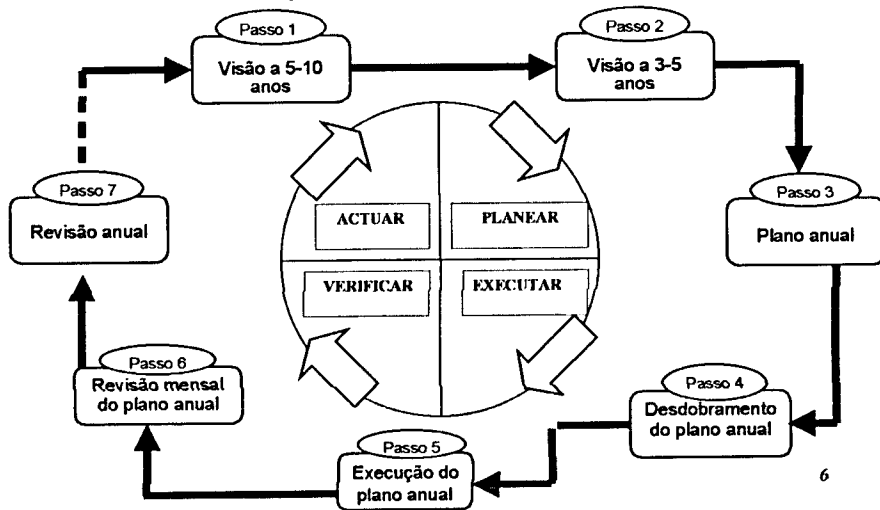 Passo 1
Visão a 5-10
anos
Passo 2
Visão a 3-5
anos
Passo 3
Plano anual
Passo 4
Desdobramento
do plano anual
Passo 5
Execução do
plano anual
Passo 6
Revisão mensal
do plano anual
Passo 7
Revisão anual
ACTUAR
PLANEAR
VERIFICAR
EXECUTAR
6